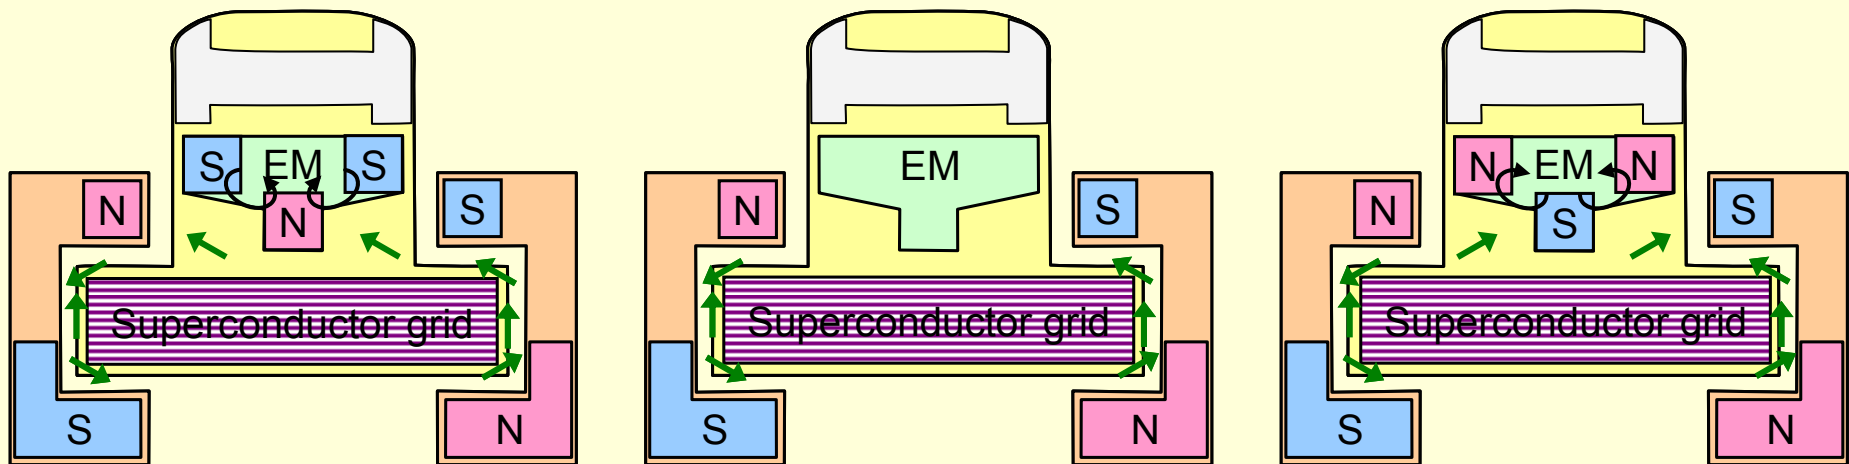 S EM S
N N S
Superconductor grid
S N
EM
N S
Superconductor grid
S N
N EM N
N S S
Superconductor grid
S N